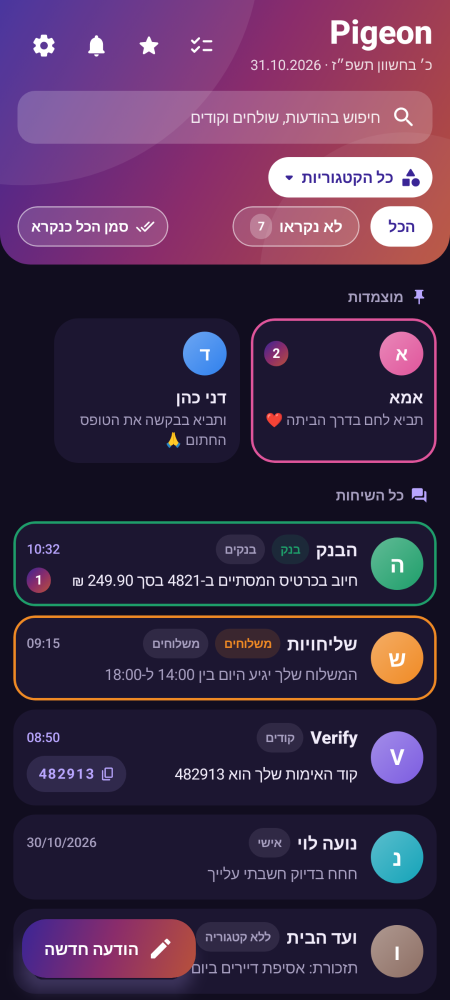 Pigeon
כ׳ בחשוון תשפ״ז · 31.10.2026
חיפוש בהודעות, שולחים וקודים
כל הקטגוריות
הכל
לא נקראו 7
סמן הכל כנקרא
מוצמדות
א
2
אמא
תביא לחם בדרך הביתה ❤️
ד
דני כהן
ותביא בבקשה את הטופס
החתום 🙏
כל השיחות
ה
הבנק בנק בנקים 10:32
חיוב בכרטיס המסתיים ב-4821 בסך 249.90 ₪ 1
ש
שליחויות משלוחים משלוחים 09:15
המשלוח שלך יגיע היום בין 14:00 ל-18:00
V
Verify קודים 08:50
קוד האימות שלך הוא 482913 482913
נ
נועה לוי אישי 30/10/2026
חחח בדיוק חשבתי עלייך
ו
ועד הבית ללא קטגוריה
תזכורת: אסיפת דיירים ביום
הודעה חדשה